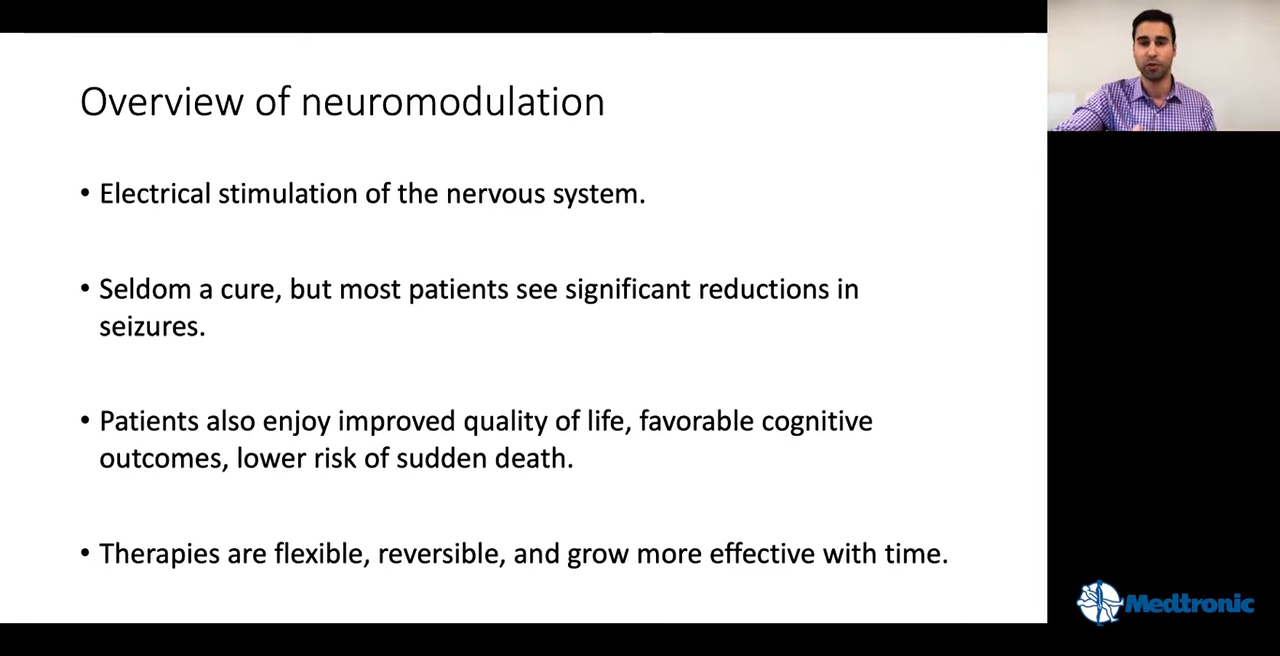 Overview of neuromodulation
• Electrical stimulation of the nervous system.
• Seldom a cure, but most patients see significant reductions in
seizures.
• Patients also enjoy improved quality of life, favorable cognitive
outcomes, lower risk of sudden death.
• Therapies are flexible, reversible, and grow more effective with time.
Medtronic